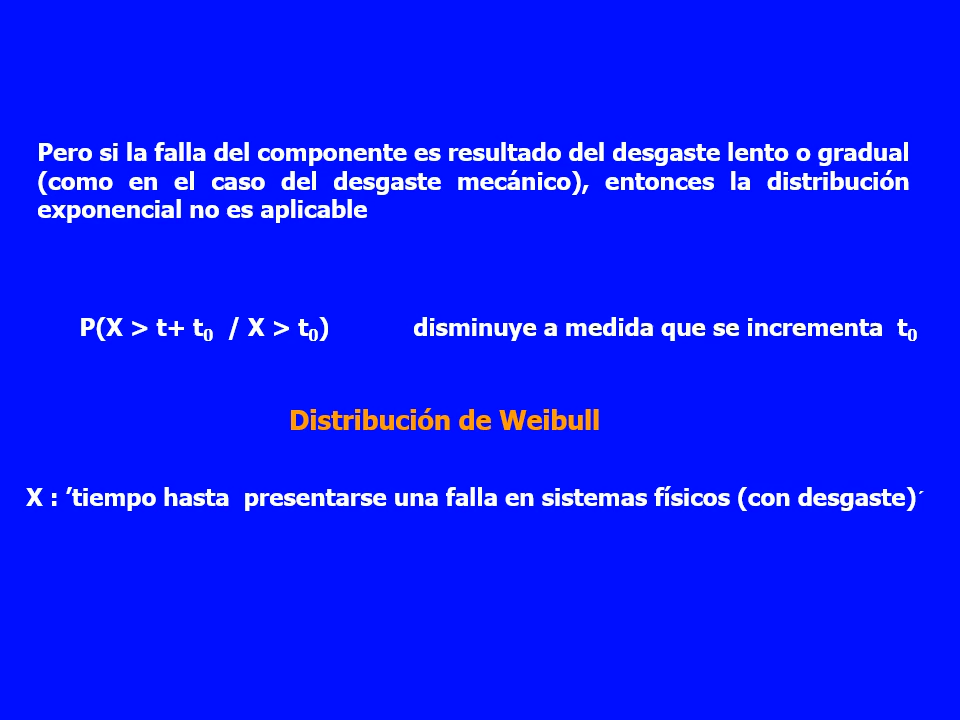 Pero si la falla del componente es resultado del desgaste lento o gradual
(como en el caso del desgaste mecánico), entonces la distribución
exponencial no es aplicable
P(X > t+ t₀ / X > t₀) disminuye a medida que se incrementa t₀
Distribución de Weibull
X : ’tiempo hasta presentarse una falla en sistemas físicos (con desgaste)´